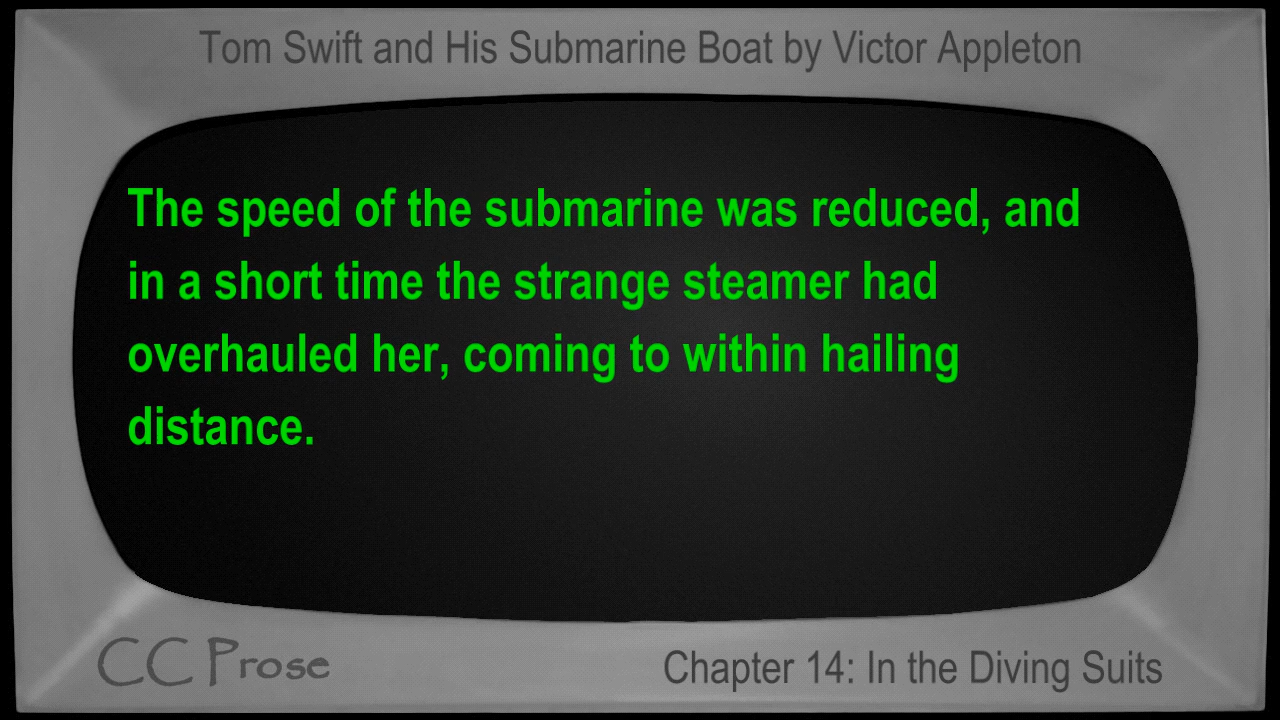 Tom Swift and His Submarine Boat by Victor Appleton
The speed of the submarine was reduced, and
in a short time the strange steamer had
overhauled her, coming to within hailing
distance.
CC Prose
Chapter 14: In the Diving Suits